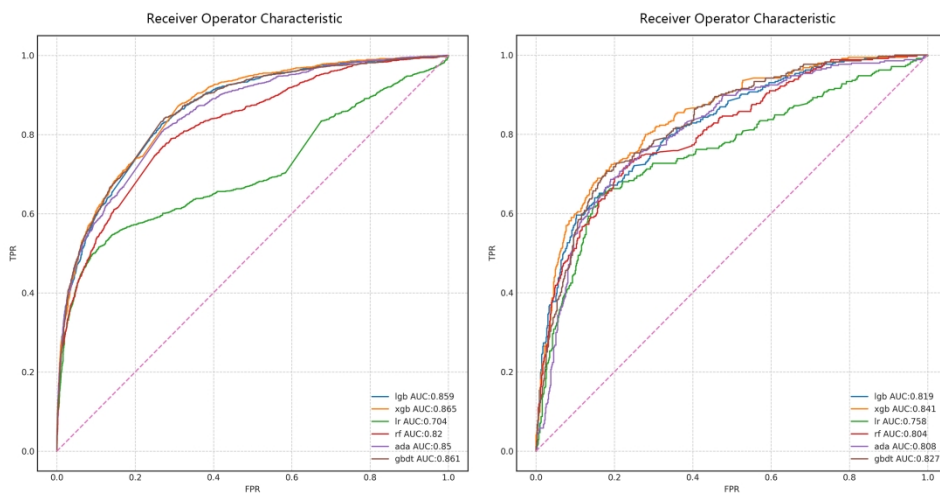 Receiver Operator Characteristic
1.0
0.8
0.6
0.4
0.2
0.0
TPR
0.0 0.2 0.4 0.6 0.8 1.0
FPR
lgb AUC:0.859
xgb AUC:0.865
lr AUC:0.704
rf AUC:0.82
ada AUC:0.85
gbdt AUC:0.861
Receiver Operator Characteristic
1.0
0.8
0.6
0.4
0.2
0.0
TPR
0.0 0.2 0.4 0.6 0.8 1.0
FPR
lgb AUC:0.819
xgb AUC:0.841
lr AUC:0.758
rf AUC:0.804
ada AUC:0.808
gbdt AUC:0.827